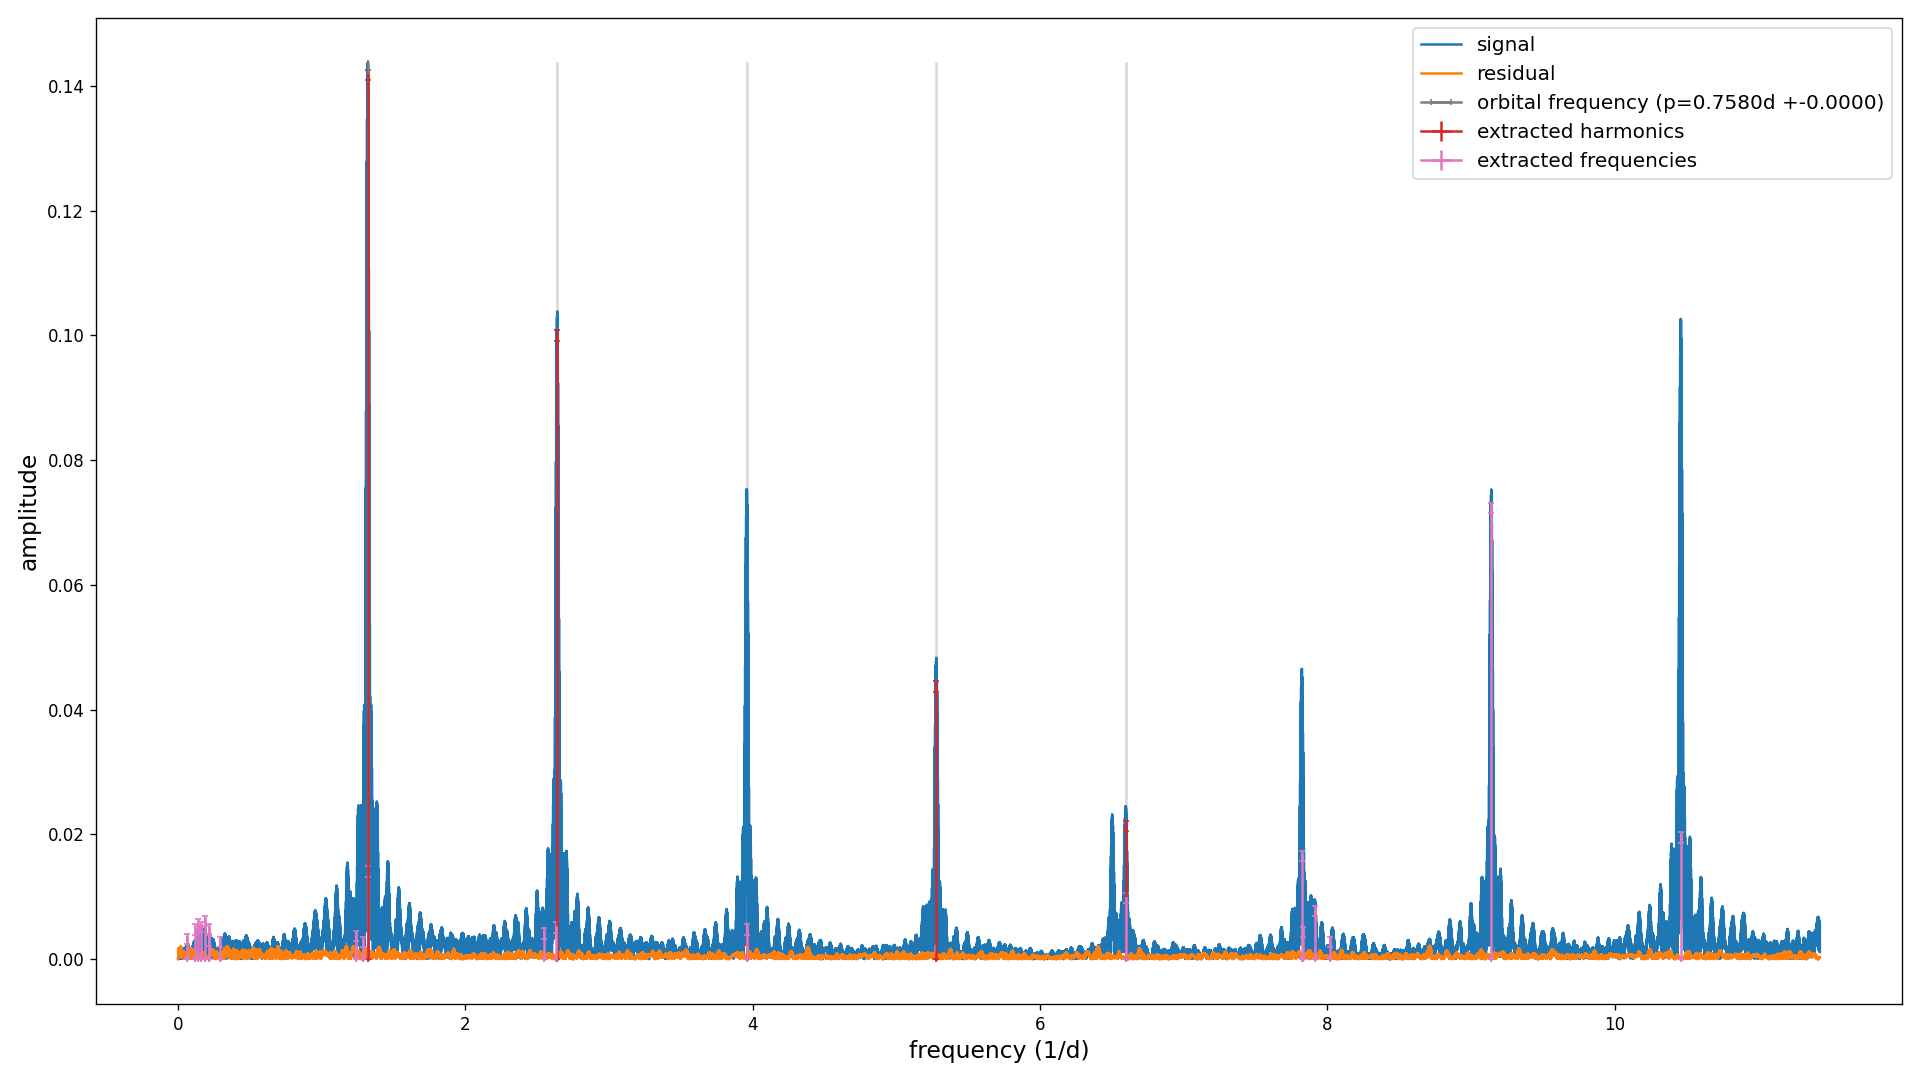 signal
residual
orbital frequency (p=0.7580d +-0.0000)
extracted harmonics
extracted frequencies
0.14
0.12
0.10
0.08
0.06
0.04
0.02
0.00
amplitude
0 2 4 6 8 10
frequency (1/d)